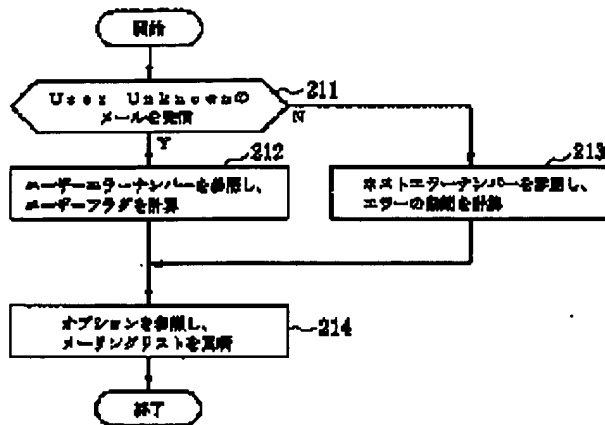 開始
User Unknownの
メールを発信
211
N
Y
212
ユーザーエラーナンバーを参照し、
ユーザーフラグを計算
213
ホストエラーナンバーを参照し、
エラーの期間を計算
オプションを参照し、
メーリングリストを更新
214
終了